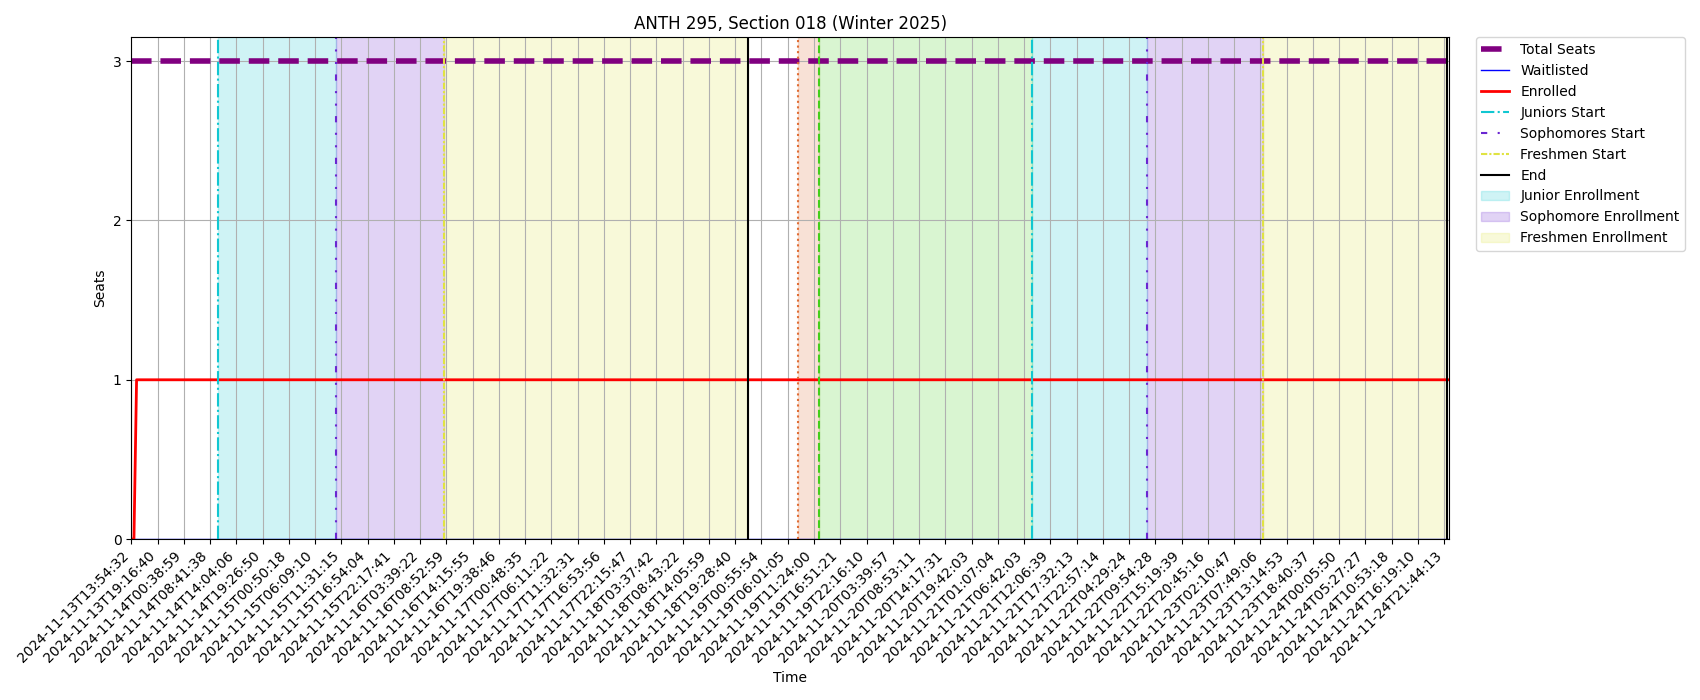 ANTH 295, Section 018 (Winter 2025)
Total Seats
Waitlisted
Enrolled
Juniors Start
Sophomores Start
Freshmen Start
End
Junior Enrollment
Sophomore Enrollment
Freshmen Enrollment
3
2
1
0
Seats
2024-11-13T13:54:32
2024-11-13T19:16:40
2024-11-14T00:38:59
2024-11-14T08:41:38
2024-11-14T14:04:06
2024-11-14T19:26:50
2024-11-15T00:50:18
2024-11-15T06:09:10
2024-11-15T11:31:15
2024-11-15T16:54:04
2024-11-15T22:17:41
2024-11-16T03:39:22
2024-11-16T08:52:59
2024-11-16T14:15:55
2024-11-16T19:38:46
2024-11-17T00:48:35
2024-11-17T06:11:22
2024-11-17T11:32:31
2024-11-17T16:53:56
2024-11-17T22:15:47
2024-11-18T03:37:42
2024-11-18T08:43:22
2024-11-18T14:05:59
2024-11-18T19:28:40
2024-11-19T00:55:54
2024-11-19T06:01:05
2024-11-19T11:24:00
2024-11-19T16:51:21
2024-11-19T22:16:10
2024-11-20T03:39:57
2024-11-20T08:53:11
2024-11-20T14:17:31
2024-11-20T19:42:03
2024-11-21T01:07:04
2024-11-21T06:42:03
2024-11-21T12:06:39
2024-11-21T17:32:13
2024-11-21T22:57:14
2024-11-22T04:29:24
2024-11-22T09:54:28
2024-11-22T15:19:39
2024-11-22T20:45:16
2024-11-23T02:10:47
2024-11-23T07:49:06
2024-11-23T13:14:53
2024-11-23T18:40:37
2024-11-24T00:05:50
2024-11-24T05:27:27
2024-11-24T10:53:18
2024-11-24T16:19:10
2024-11-24T21:44:13
Time